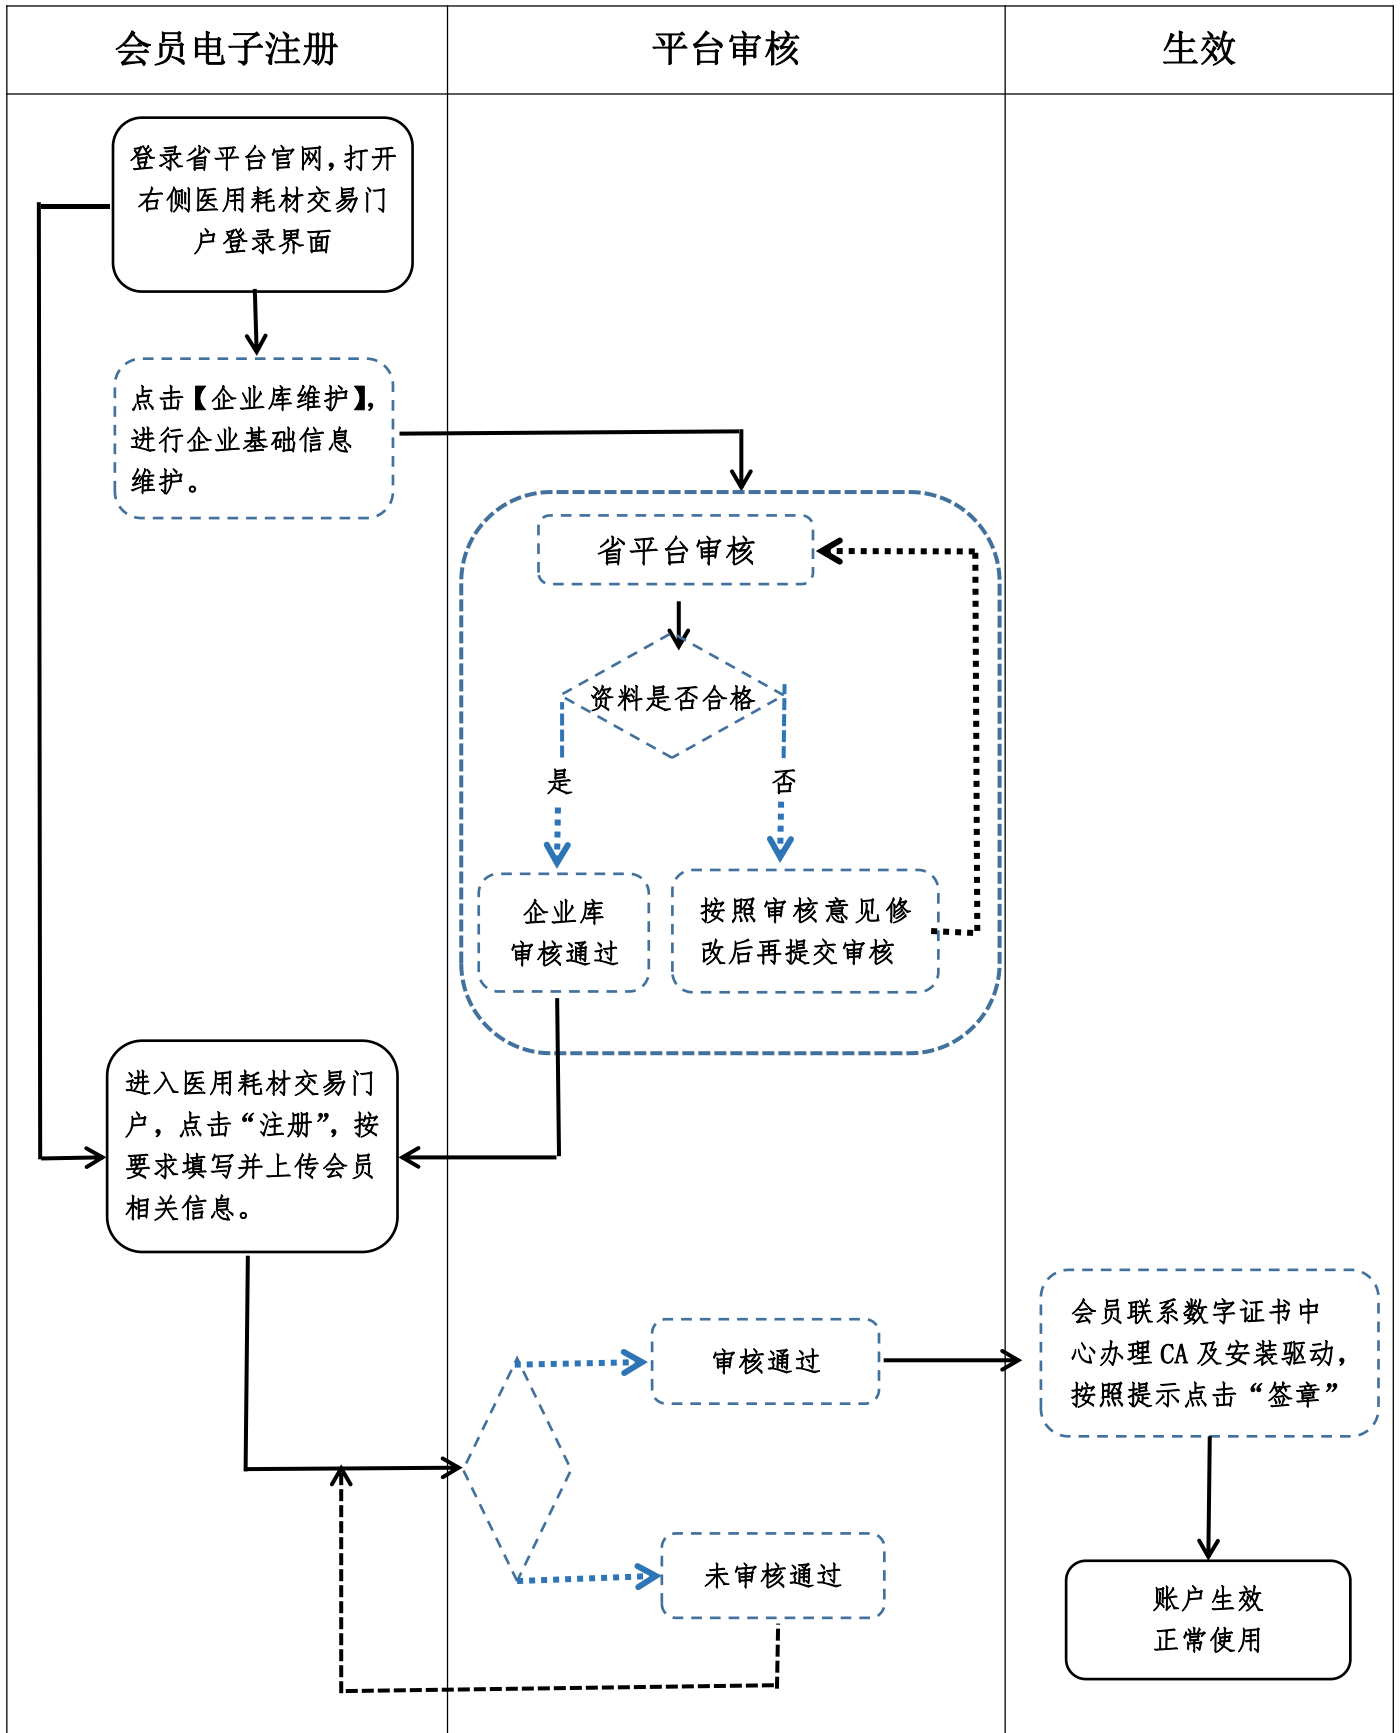 会员电子注册
平台审核
生效
登录省平台官网，打开
右侧医用耗材交易门
户登录界面
点击【企业库维护】，
进行企业基础信息
维护。
省平台审核
资料是否合格
是
否
企业库
审核通过
按照审核意见修
改后再提交审核
进入医用耗材交易门
户，点击“注册”，按
要求填写并上传会员
相关信息。
审核通过
未审核通过
会员联系数字证书中
心办理 CA 及安装驱动，
按照提示点击“签章”
账户生效
正常使用